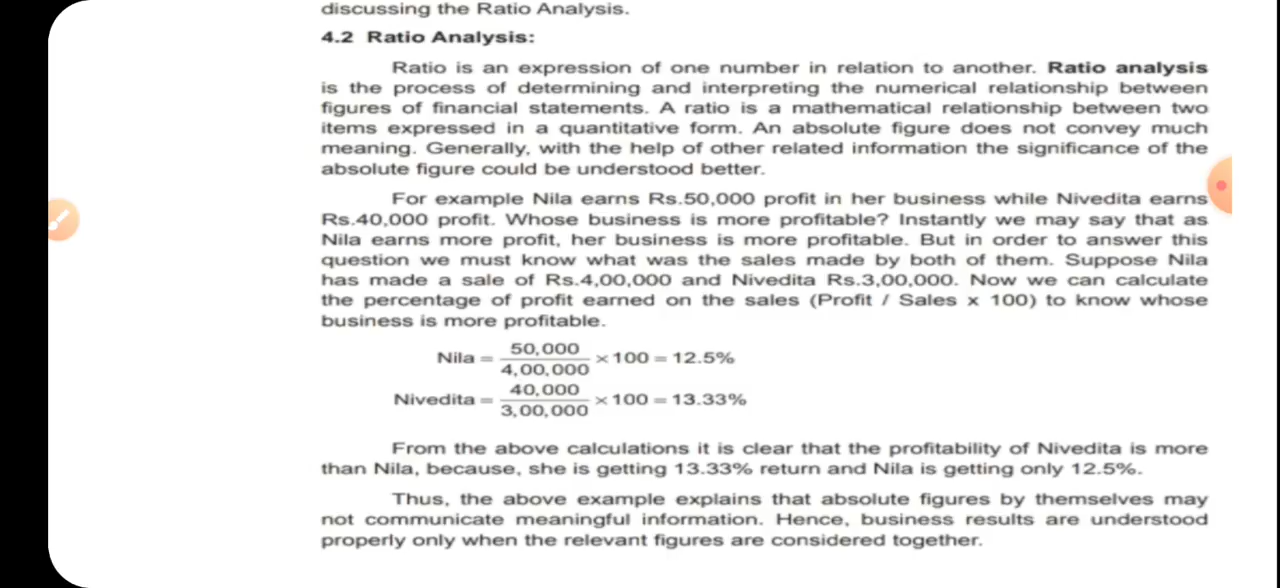 discussing the Ratio Analysis.
4.2 Ratio Analysis:
Ratio is an expression of one number in relation to another. Ratio analysis
is the process of determining and interpreting the numerical relationship between
figures of financial statements. A ratio is a mathematical relationship between two
items expressed in a quantitative form. An absolute figure does not convey much
meaning. Generally, with the help of other related information the significance of the
absolute figure could be understood better.
For example Nila earns Rs.50,000 profit in her business while Nivedita earns
Rs.40,000 profit. Whose business is more profitable? Instantly we may say that as
Nila earns more profit, her business is more profitable. But in order to answer this
question we must know what was the sales made by both of them. Suppose Nila
has made a sale of Rs.4,00,000 and Nivedita Rs.3,00,000. Now we can calculate
the percentage of profit earned on the sales (Profit / Sales x 100) to know whose
business is more profitable.
Nila = 50,000 / 4,00,000 × 100 = 12.5%
Nivedita = 40,000 / 3,00,000 × 100 = 13.33%
From the above calculations it is clear that the profitability of Nivedita is more
than Nila, because, she is getting 13.33% return and Nila is getting only 12.5%.
Thus, the above example explains that absolute figures by themselves may
not communicate meaningful information. Hence, business results are understood
properly only when the relevant figures are considered together.